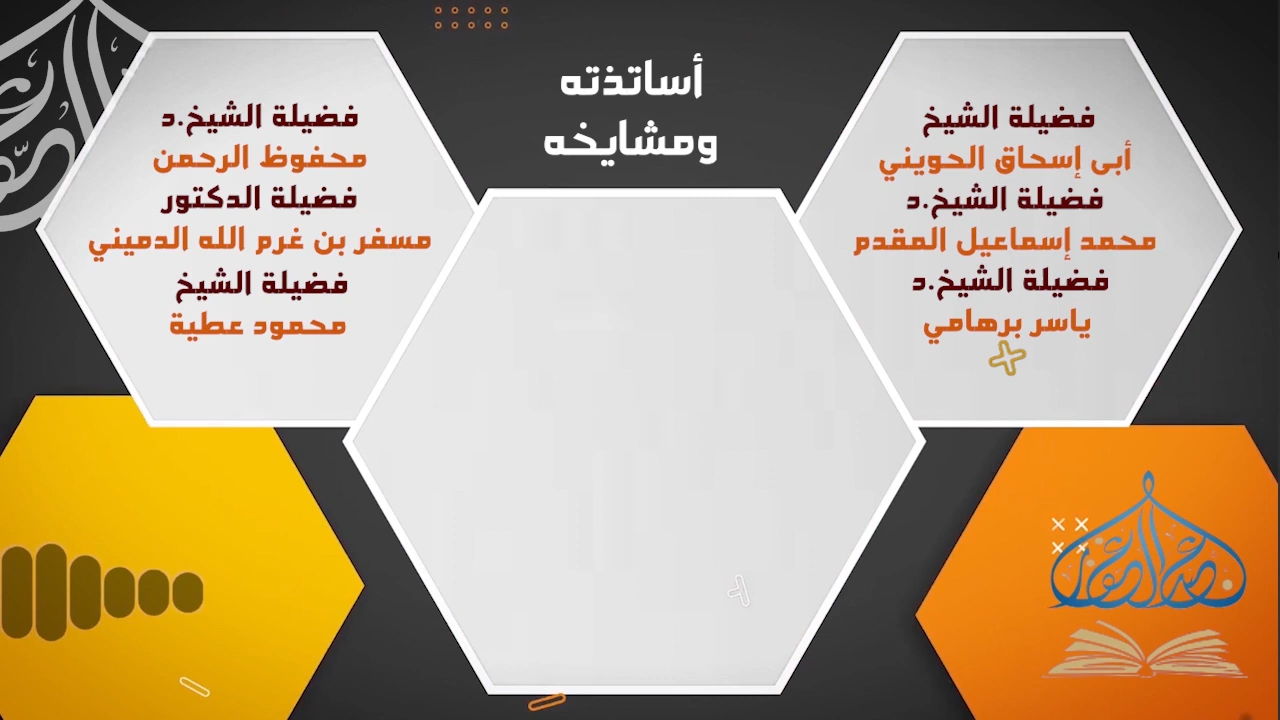 أساتذته
ومشايخه
فضيلة الشيخ
أبى إسحاق الحويني
فضيلة الشيخ.د
محمد إسماعيل المقدم
فضيلة الشيخ.د
ياسر برهامي
فضيلة الشيخ.د
محفوظ الرحمن
فضيلة الدكتور
مسفر بن غرم الله الدميني
فضيلة الشيخ
محمود عطية